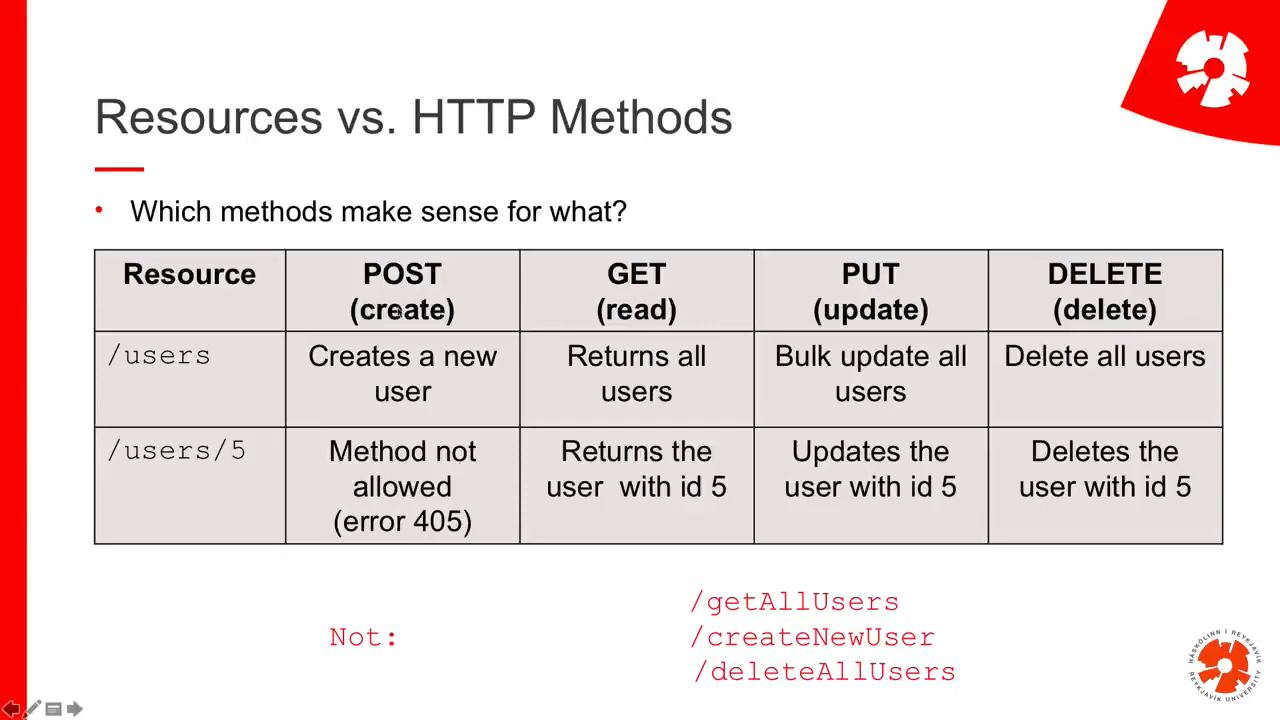 Resources vs. HTTP Methods
• Which methods make sense for what?
Resource
POST
(create)
GET
(read)
PUT
(update)
DELETE
(delete)
/users
Creates a new
user
Returns all
users
Bulk update all
users
Delete all users
/users/5
Method not
allowed
(error 405)
Returns the
user with id 5
Updates the
user with id 5
Deletes the
user with id 5
Not:
/getAllUsers
/createNewUser
/deleteAllUsers
HÁSKÓLINN Í REYKJAVÍK
REYKJAVIK UNIVERSITY